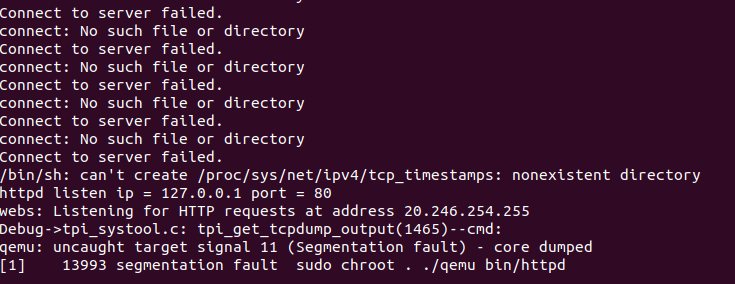 Connect to server failed.
connect: No such file or directory
Connect to server failed.
connect: No such file or directory
Connect to server failed.
connect: No such file or directory
Connect to server failed.
connect: No such file or directory
Connect to server failed.
/bin/sh: can't create /proc/sys/net/ipv4/tcp_timestamps: nonexistent directory
httpd listen ip = 127.0.0.1 port = 80
webs: Listening for HTTP requests at address 20.246.254.255
Debug->tpi_systool.c: tpi_get_tcpdump_output(1465)--cmd:
qemu: uncaught target signal 11 (Segmentation fault) - core dumped
[1]    13993 segmentation fault  sudo chroot . ./qemu bin/httpd